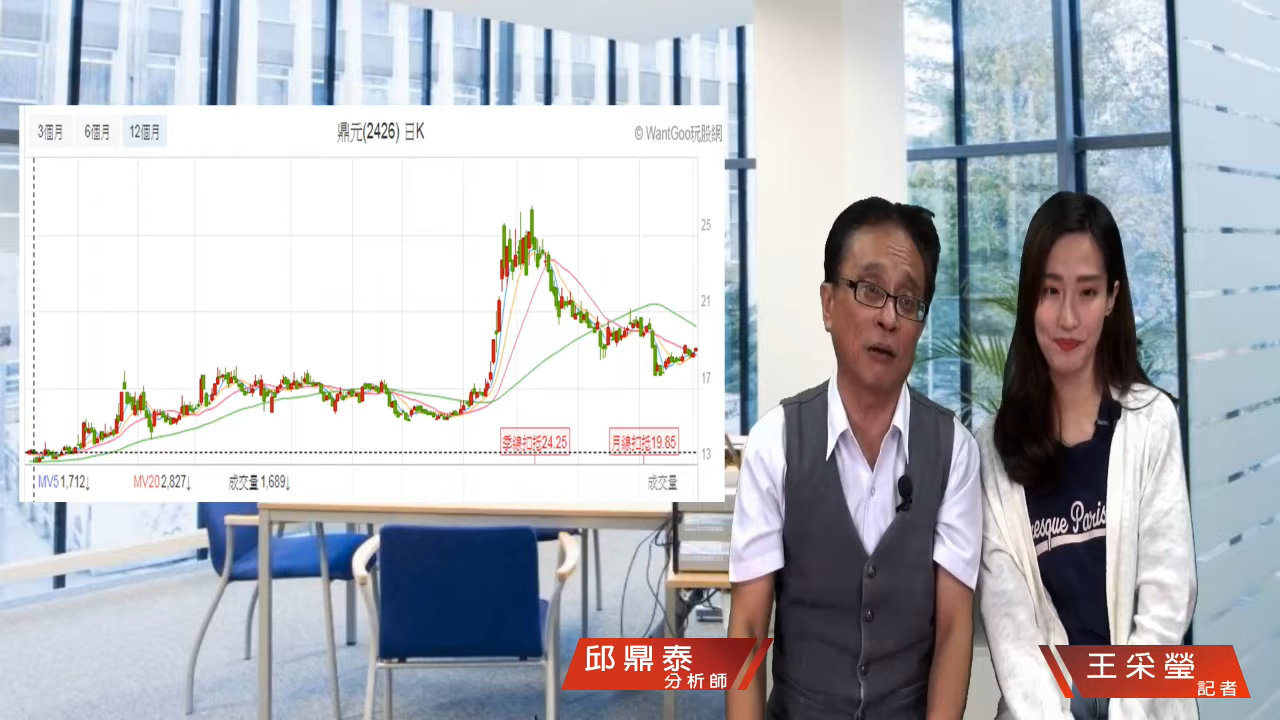 3個月 6個月 12個月 鼎元(2426) 日K © WantGoo玩股網
25
21
17
13
季線扣抵24.25 月線扣抵19.85
MV5 1,712↓ MV20 2,827↓ 成交量 1,689↓ 成交量
esque Paris
邱鼎泰
分析師
王采瑩
記者